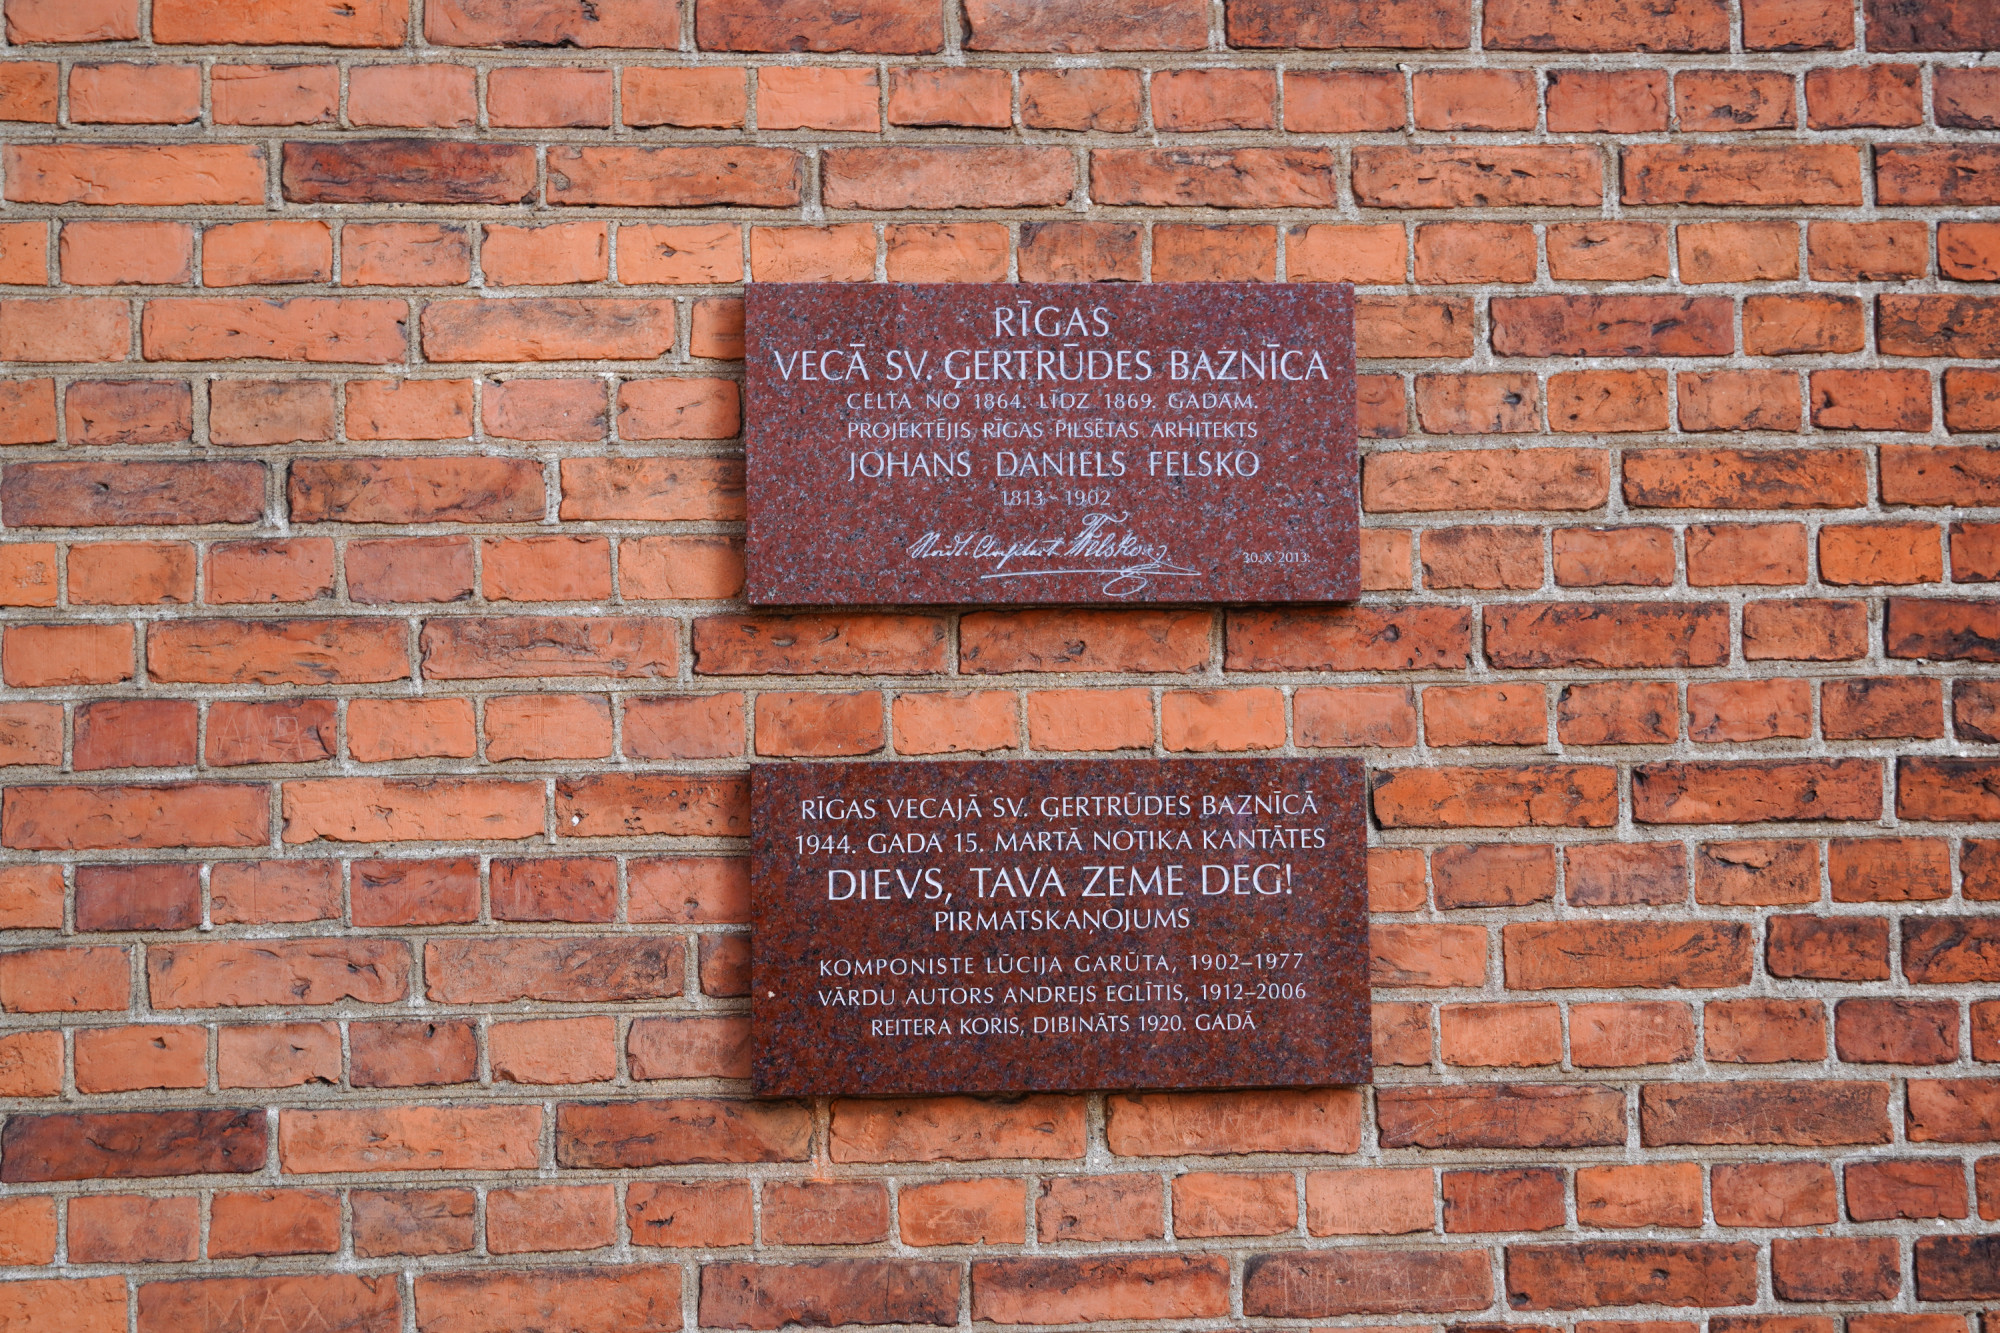 RĪGAS
VECĀ SV. ĢERTRŪDES BAZNĪCA
CELTA NO 1864. LĪDZ 1869. GADAM.
PROJEKTĒJIS RĪGAS PILSĒTAS ARHITEKTS
JOHANS DANIELS FELSKO
1813 - 1902
Felsko
30.X 2013.
RĪGAS VECAJĀ SV. ĢERTRŪDES BAZNĪCĀ
1944. GADA 15. MARTĀ NOTIKA KANTĀTES
DIEVS, TAVA ZEME DEG!
PIRMATSKAŅOJUMS
KOMPONISTE LŪCIJA GARŪTA, 1902–1977
VĀRDU AUTORS ANDREJS EGLĪTIS, 1912–2006
REITERA KORIS, DIBINĀTS 1920. GADĀ
MAX